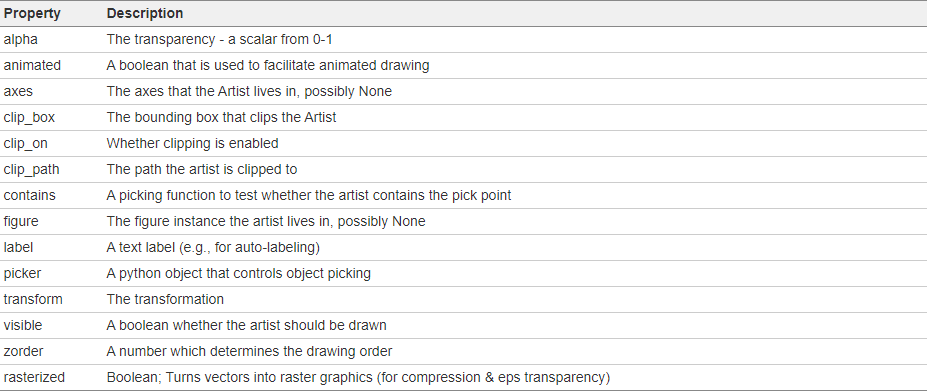 Property Description
alpha The transparency - a scalar from 0-1
animated A boolean that is used to facilitate animated drawing
axes The axes that the Artist lives in, possibly None
clip_box The bounding box that clips the Artist
clip_on Whether clipping is enabled
clip_path The path the artist is clipped to
contains A picking function to test whether the artist contains the pick point
figure The figure instance the artist lives in, possibly None
label A text label (e.g., for auto-labeling)
picker A python object that controls object picking
transform The transformation
visible A boolean whether the artist should be drawn
zorder A number which determines the drawing order
rasterized Boolean; Turns vectors into raster graphics (for compression & eps transparency)